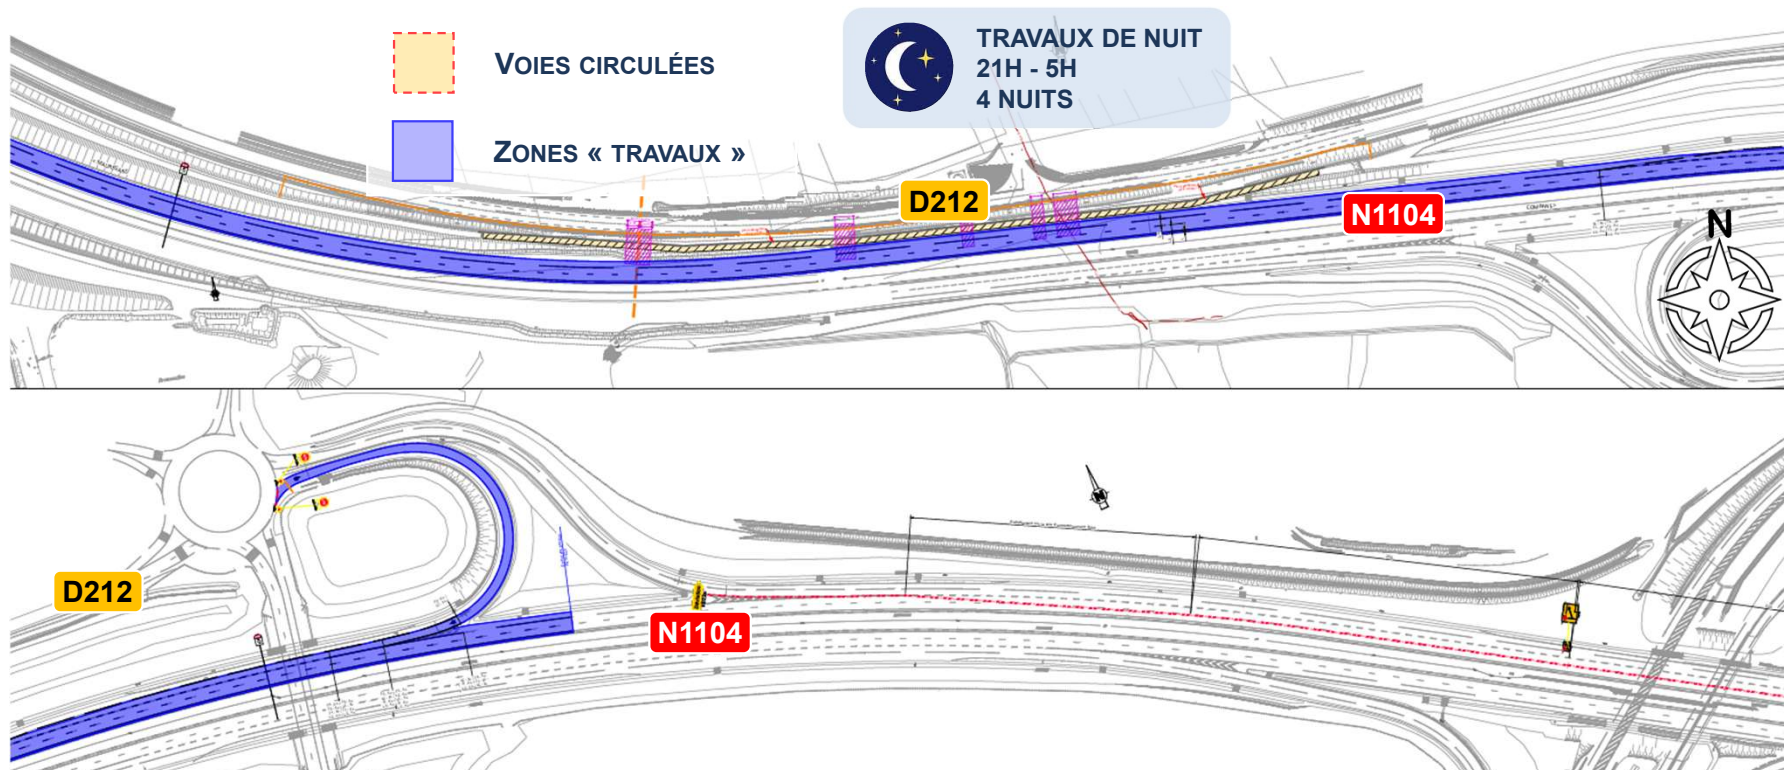 VOIES CIRCULÉES
ZONES « TRAVAUX »
TRAVAUX DE NUIT
21H - 5H
4 NUITS
D212
N1104
N
D212
N1104
N